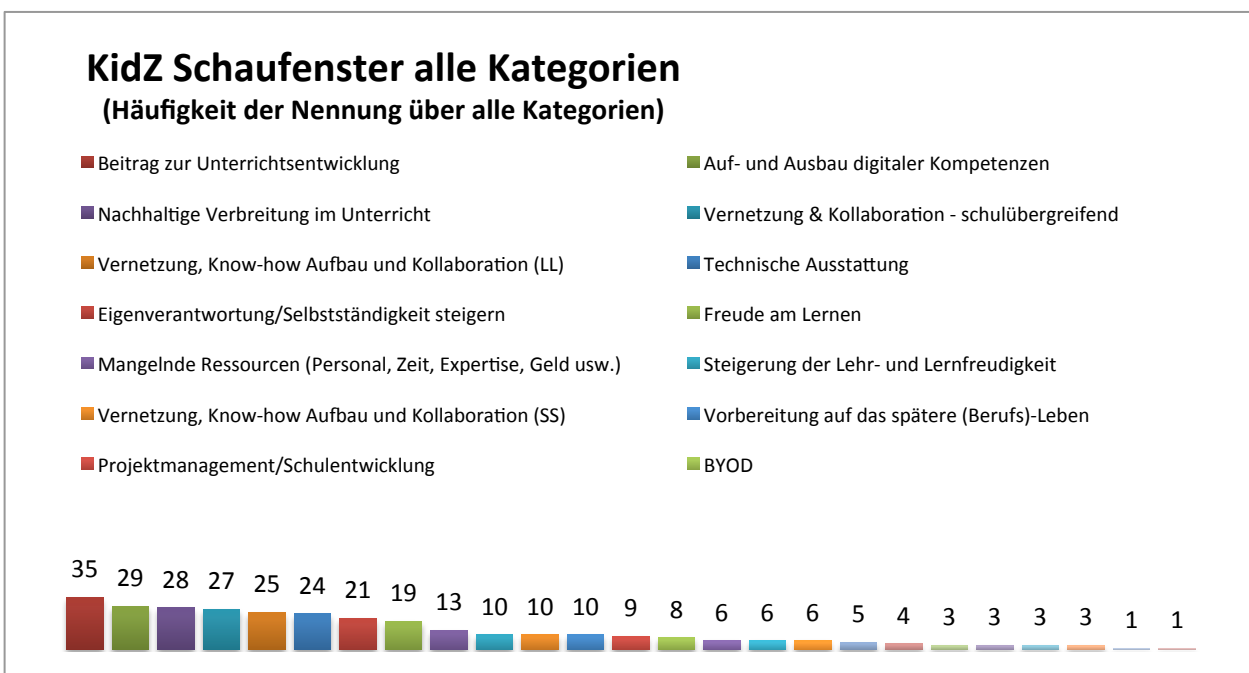 KidZ Schaufenster alle Kategorien
(Häufigkeit der Nennung über alle Kategorien)
Beitrag zur Unterrichtsentwicklung
Auf- und Ausbau digitaler Kompetenzen
Nachhaltige Verbreitung im Unterricht
Vernetzung & Kollaboration - schulübergreifend
Vernetzung, Know-how Aufbau und Kollaboration (LL)
Technische Ausstattung
Eigenverantwortung/Selbstständigkeit steigern
Freude am Lernen
Mangelnde Ressourcen (Personal, Zeit, Expertise, Geld usw.)
Steigerung der Lehr- und Lernfreudigkeit
Vernetzung, Know-how Aufbau und Kollaboration (SS)
Vorbereitung auf das spätere (Berufs)-Leben
Projektmanagement/Schulentwicklung
BYOD
35 29 28 27 25 24 21 19 13 10 10 10 9 8 6 6 6 5 4 3 3 3 3 1 1